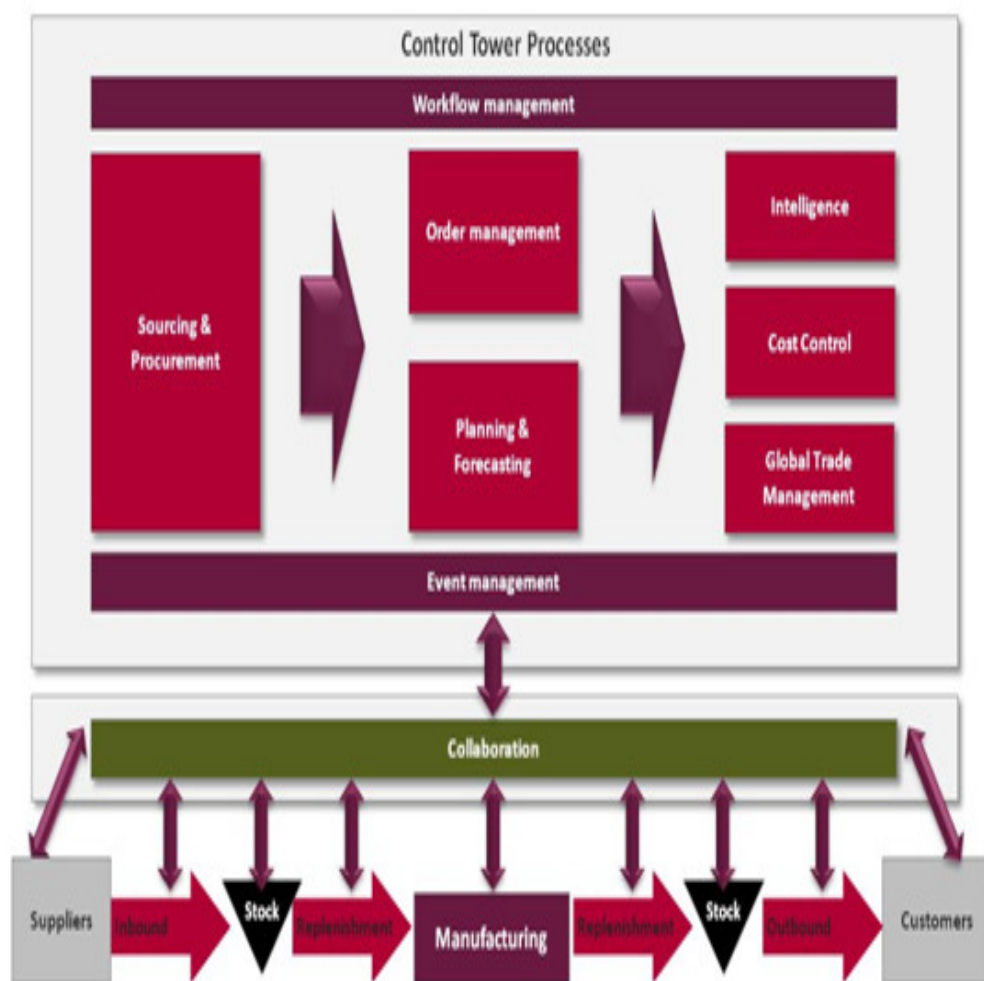 Control Tower Processes
Workflow management
Sourcing &
Procurement
Order management
Planning &
Forecasting
Intelligence
Cost Control
Global Trade
Management
Event management
Collaboration
Suppliers
Inbound
Stock
Replenishment
Manufacturing
Replenishment
Stock
Outbound
Customers